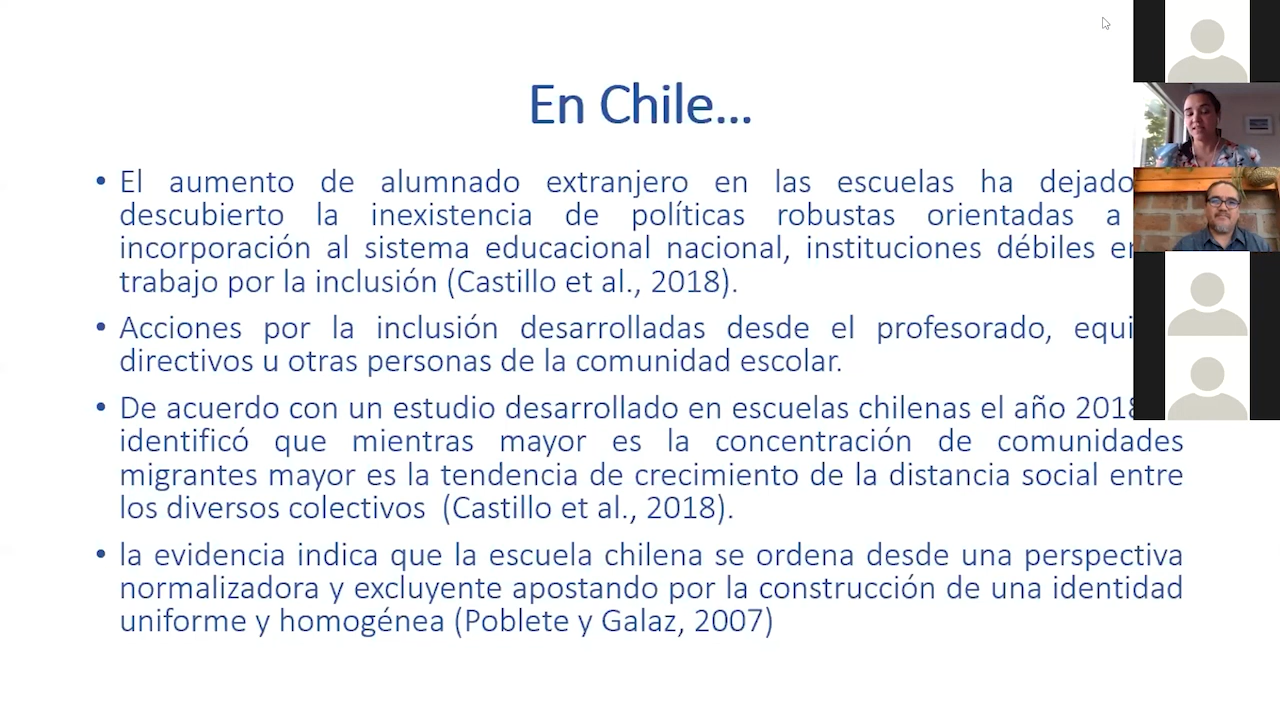 En Chile...
• El aumento de alumnado extranjero en las escuelas ha dejado
descubierto la inexistencia de políticas robustas orientadas a
incorporación al sistema educacional nacional, instituciones débiles
trabajo por la inclusión (Castillo et al., 2018).
• Acciones por la inclusión desarrolladas desde el profesorado,
directivos u otras personas de la comunidad escolar.
• De acuerdo con un estudio desarrollado en escuelas chilenas el año 2018
identificó que mientras mayor es la concentración de comunidades
migrantes mayor es la tendencia de crecimiento de la distancia social entre
los diversos colectivos (Castillo et al., 2018).
• la evidencia indica que la escuela chilena se ordena desde una perspectiva
normalizadora y excluyente apostando por la construcción de una identidad
uniforme y homogénea (Poblete y Galaz, 2007)